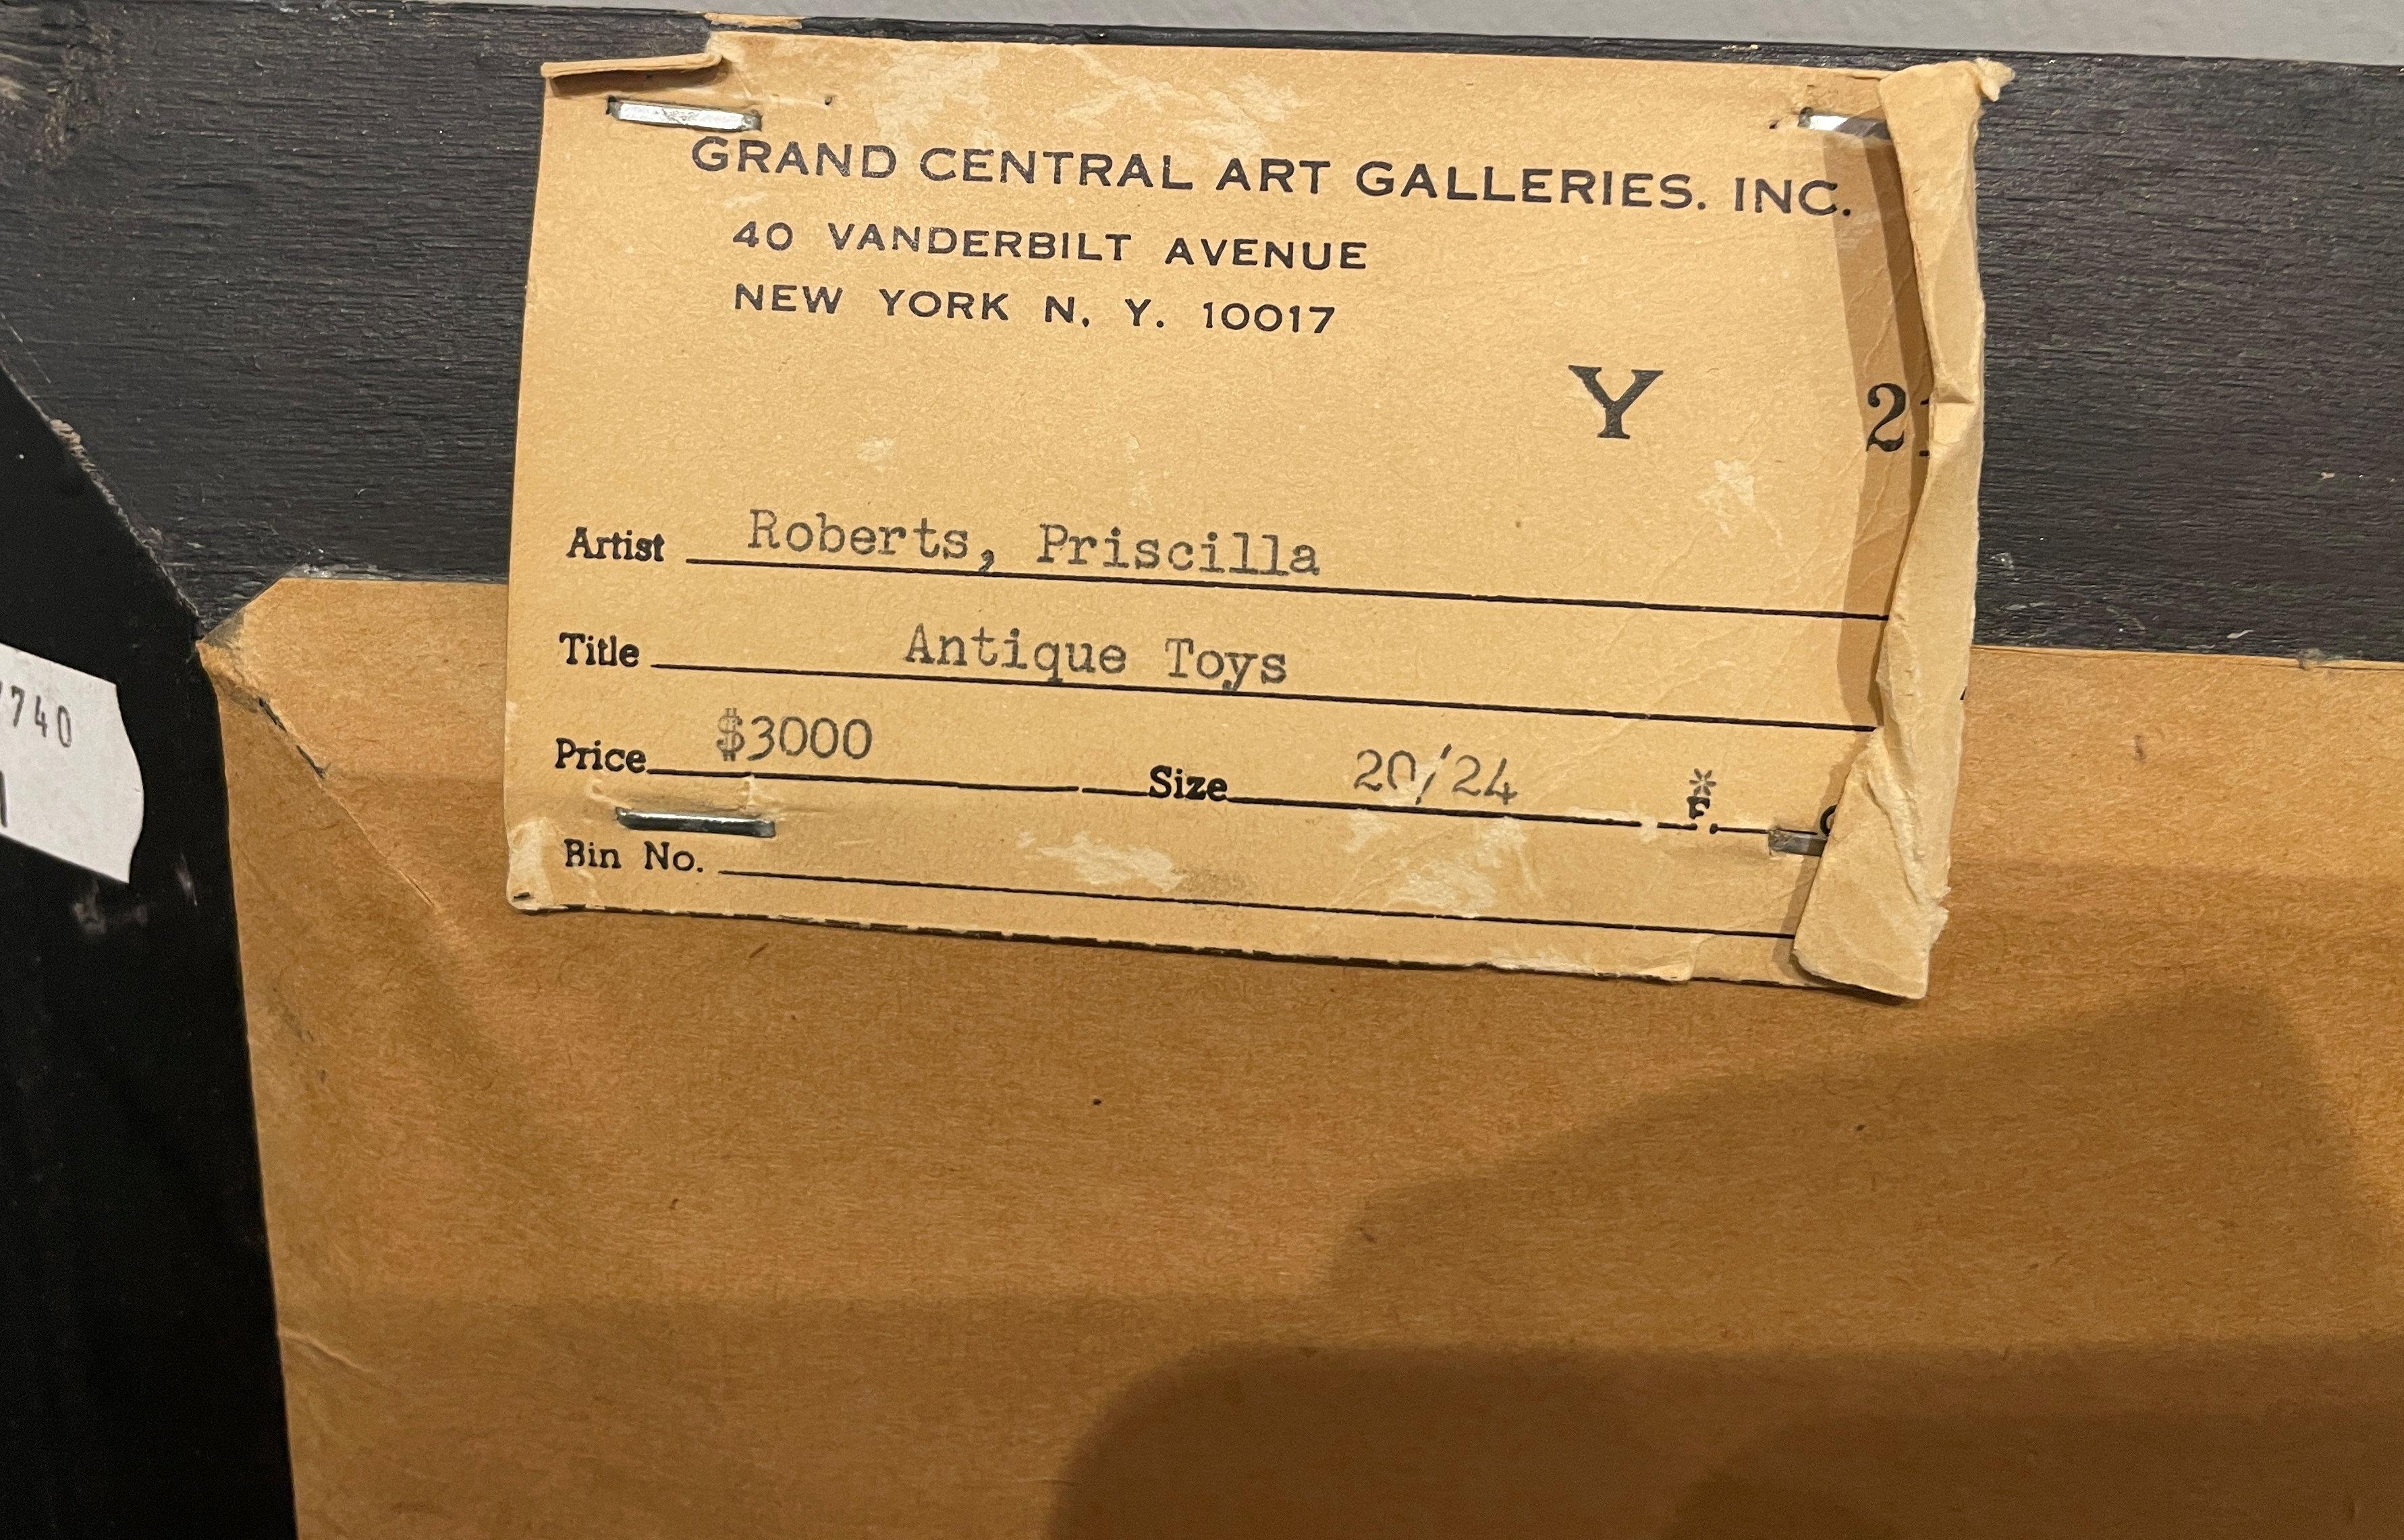 GRAND CENTRAL ART GALLERIES. INC.
40 VANDERBILT AVENUE
NEW YORK N. Y. 10017
Y 21
Artist Roberts, Priscilla
Title Antique Toys
Price $3000 Size 20/24 * F.
Bin No.
740